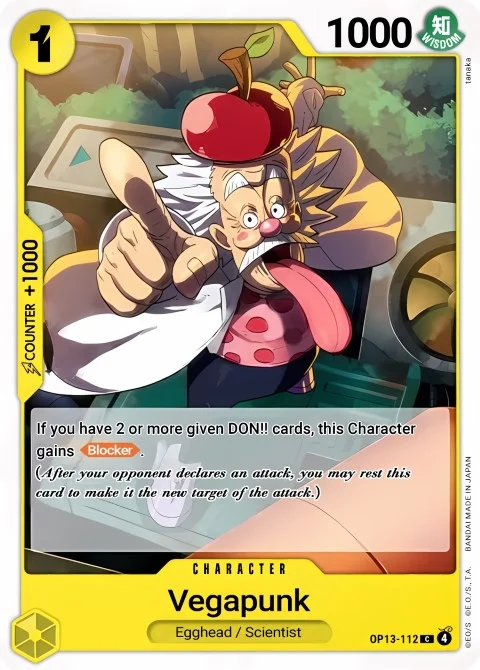 1
1000
知
WISDOM
tanaka
COUNTER +1000
If you have 2 or more given DON!! cards, this Character
gains Blocker.
(After your opponent declares an attack, you may rest this
card to make it the new target of the attack.)
CHARACTER
Vegapunk
Egghead / Scientist
OP13-112 C 4
©E.O/S ©E.O./S., T.A. BANDAI MADE IN JAPAN